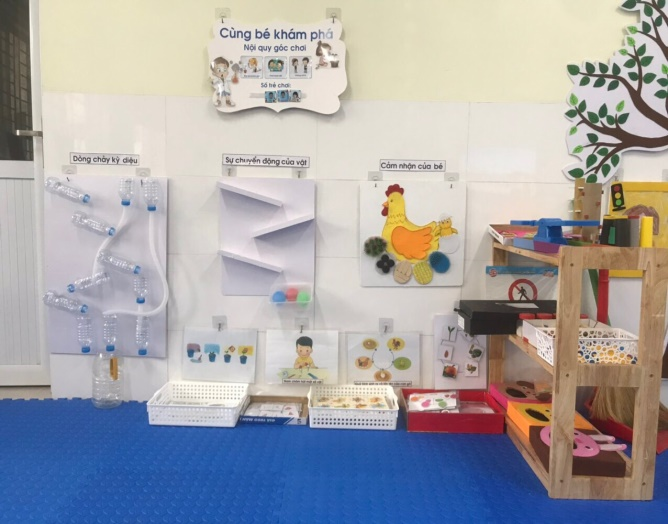 Cùng bé khám phá
Nội quy góc chơi
Số trẻ chơi:
Dòng chảy kỳ diệu
Sự chuyển động của vật
Cảm nhận của bé